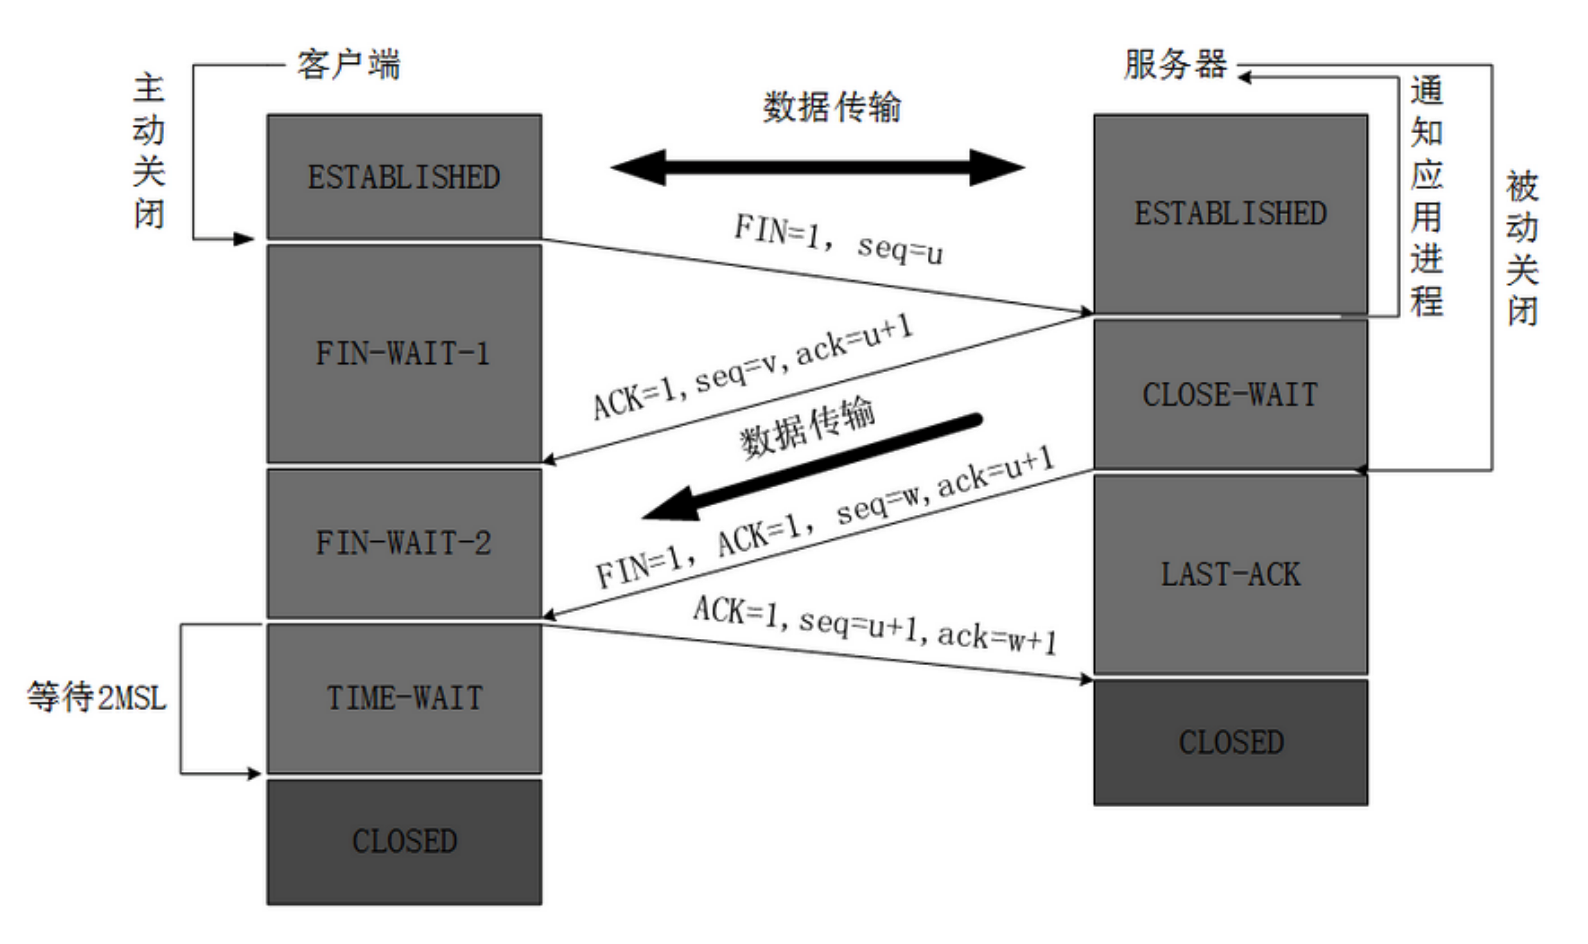 客户端
服务器
主动关闭
数据传输
通知应用进程
被动关闭
ESTABLISHED
ESTABLISHED
FIN=1, seq=u
FIN-WAIT-1
ACK=1,seq=v,ack=u+1
CLOSE-WAIT
数据传输
FIN=1, ACK=1, seq=w,ack=u+1
FIN-WAIT-2
LAST-ACK
ACK=1,seq=u+1,ack=w+1
等待2MSL
TIME-WAIT
CLOSED
CLOSED